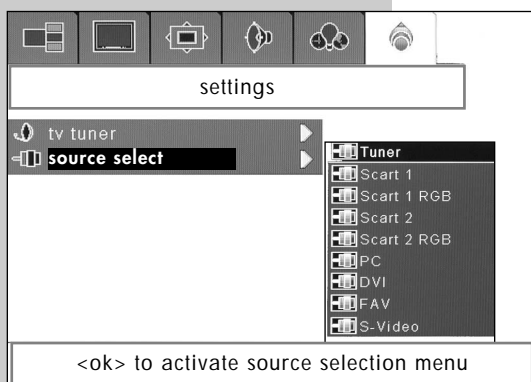 settings
tv tuner
source select
Tuner
Scart 1
Scart 1 RGB
Scart 2
Scart 2 RGB
PC
DVI
FAV
S-Video
<ok> to activate source selection menu